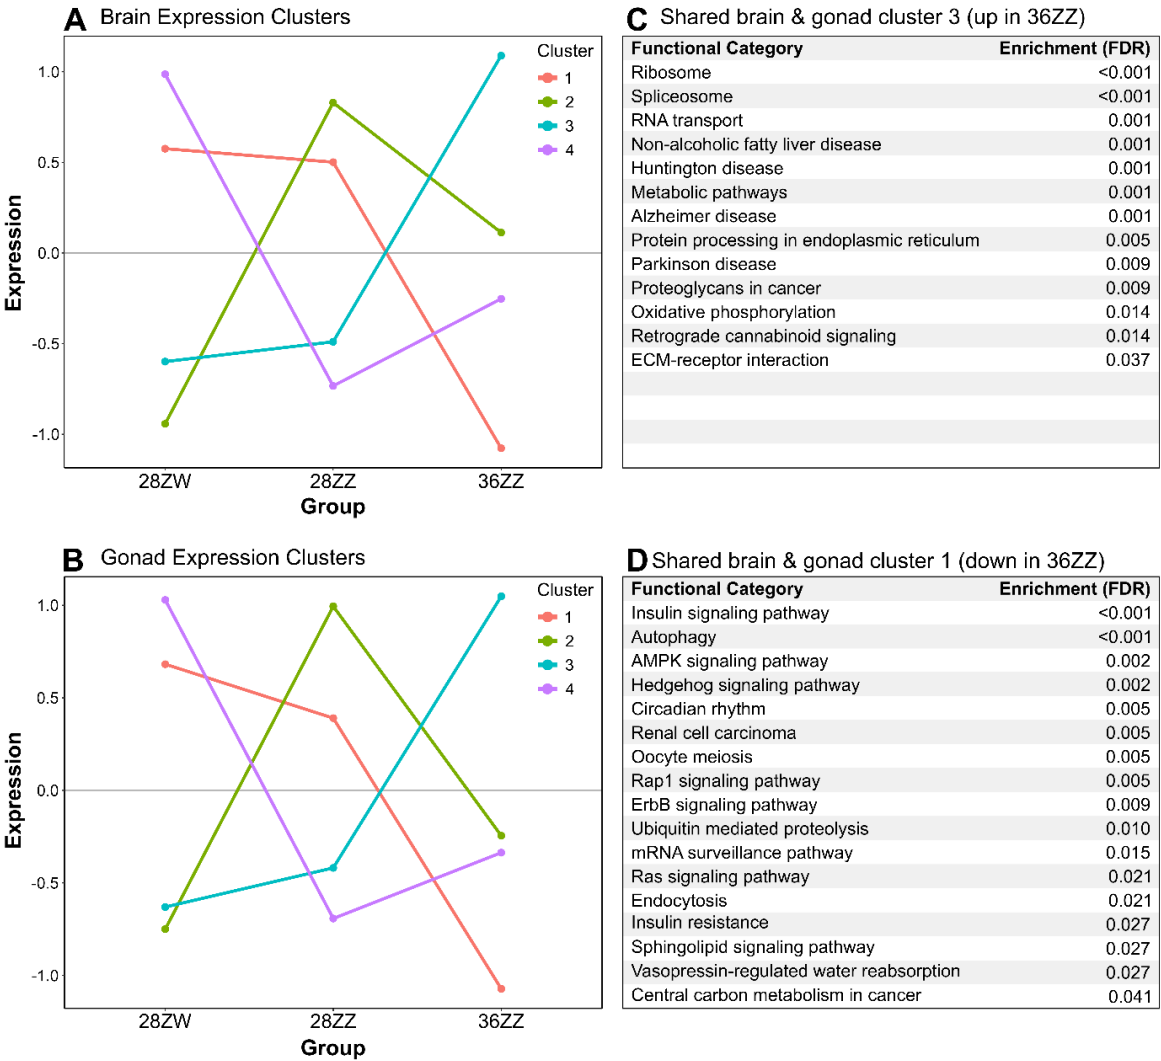 A Brain Expression Clusters
Cluster
1
2
3
4
1.0
0.5
0.0
-0.5
-1.0
Expression
28ZW 28ZZ 36ZZ
Group
C Shared brain & gonad cluster 3 (up in 36ZZ)
Functional Category Enrichment (FDR)
Ribosome <0.001
Spliceosome <0.001
RNA transport 0.001
Non-alcoholic fatty liver disease 0.001
Huntington disease 0.001
Metabolic pathways 0.001
Alzheimer disease 0.001
Protein processing in endoplasmic reticulum 0.005
Parkinson disease 0.009
Proteoglycans in cancer 0.009
Oxidative phosphorylation 0.014
Retrograde cannabinoid signaling 0.014
ECM-receptor interaction 0.037
B Gonad Expression Clusters
Cluster
1
2
3
4
1.0
0.5
0.0
-0.5
-1.0
Expression
28ZW 28ZZ 36ZZ
Group
D Shared brain & gonad cluster 1 (down in 36ZZ)
Functional Category Enrichment (FDR)
Insulin signaling pathway <0.001
Autophagy <0.001
AMPK signaling pathway 0.002
Hedgehog signaling pathway 0.002
Circadian rhythm 0.005
Renal cell carcinoma 0.005
Oocyte meiosis 0.005
Rap1 signaling pathway 0.005
ErbB signaling pathway 0.009
Ubiquitin mediated proteolysis 0.010
mRNA surveillance pathway 0.015
Ras signaling pathway 0.021
Endocytosis 0.021
Insulin resistance 0.027
Sphingolipid signaling pathway 0.027
Vasopressin-regulated water reabsorption 0.027
Central carbon metabolism in cancer 0.041